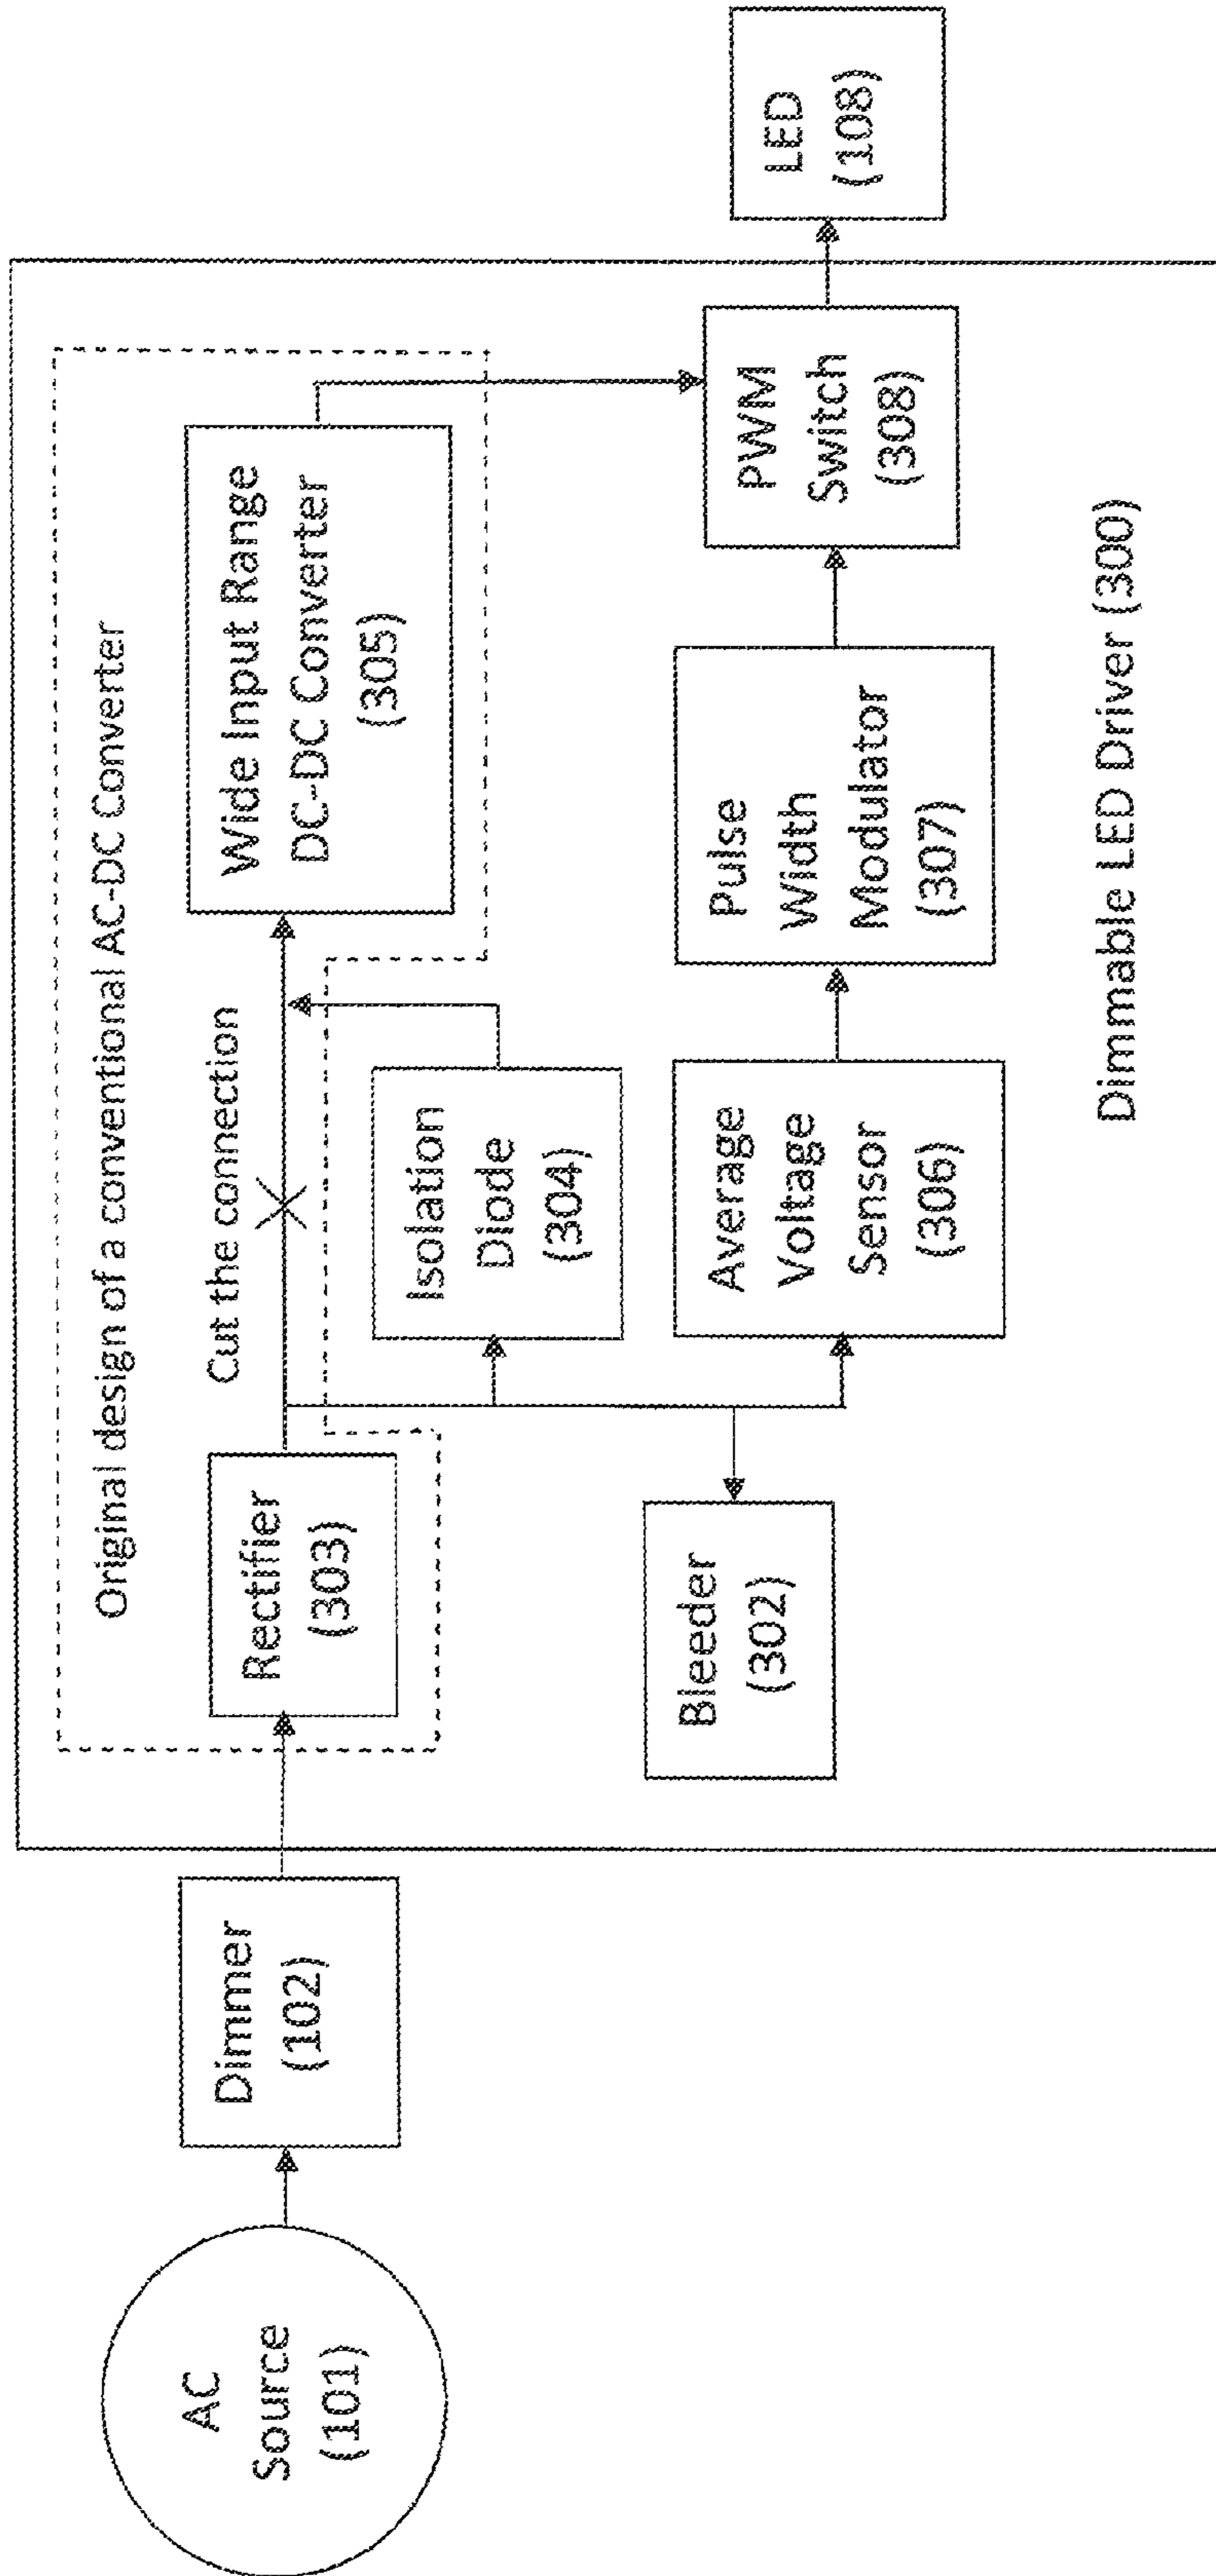 Original design of a conventional AC-DC Converter
AC
Source
(101)
Dimmer
(102)
Rectifier
(303)
Cut the connection
Wide Input Range
DC-DC Converter
(305)
Isolation
Diode
(304)
Bleeder
(302)
Average
Voltage
Sensor
(306)
Pulse
Width
Modulator
(307)
PWM
Switch
(308)
LED
(108)
Dimmable LED Driver (300)